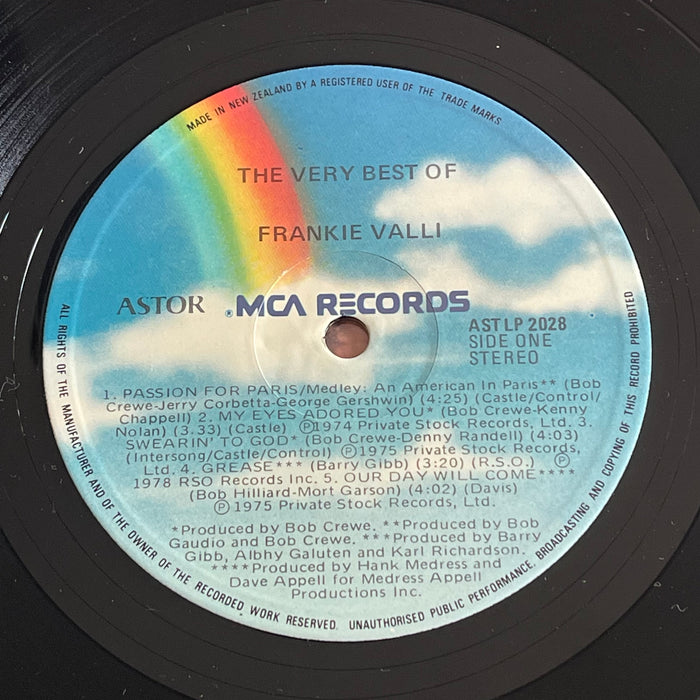 MADE IN NEW ZEALAND BY A REGISTERED USER OF THE TRADE MARKS.
THE VERY BEST OF
FRANKIE VALLI
ASTOR ®MCA RECORDS
AST LP 2028
SIDE ONE
STEREO
1. PASSION FOR PARIS/Medley: An American In Paris** (Bob
Crewe-Jerry Corbetta-George Gershwin) (4:25) (Castle/Control/
Chappell) 2. MY EYES ADORED YOU* (Bob Crewe-Kenny
Nolan) (3.33) (Castle) Ⓟ1974 Private Stock Records, Ltd. 3.
SWEARIN' TO GOD* (Bob Crewe-Denny Randell) (4:03)
(Intersong/Castle/Control) Ⓟ1975 Private Stock Records,
Ltd. 4. GREASE*** (Barry Gibb) (3:20) (R.S.O.) Ⓟ
1978 RSO Records Inc. 5. OUR DAY WILL COME****
(Bob Hilliard-Mort Garson) (4:02) (Davis)
Ⓟ1975 Private Stock Records, Ltd.
*Produced by Bob Crewe. **Produced by Bob
Gaudio and Bob Crewe. ***Produced by Barry
Gibb, Albhy Galuten and Karl Richardson.
****Produced by Hank Medress and
Dave Appell for Medress Appell
Productions Inc.
ALL RIGHTS OF THE MANUFACTURER AND OF THE OWNER OF THE RECORDED WORK RESERVED. UNAUTHORISED PUBLIC PERFORMANCE, BROADCASTING AND COPYING OF THIS RECORD PROHIBITED